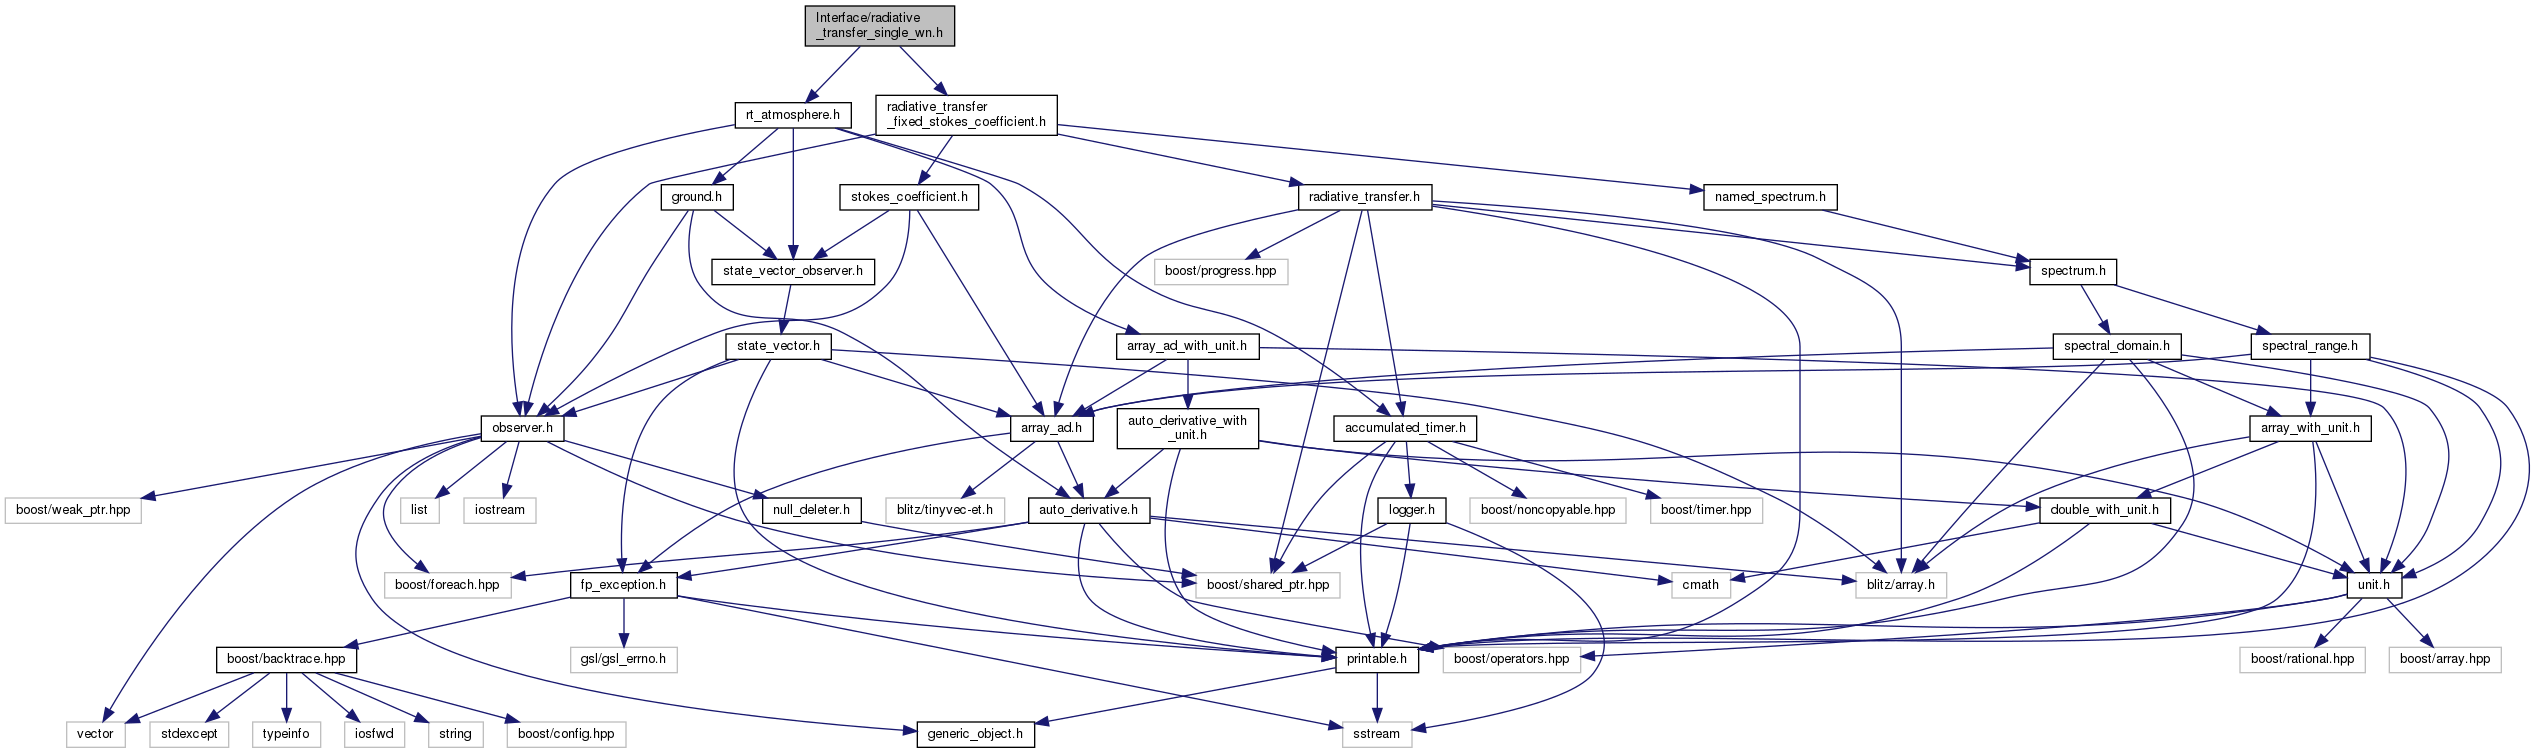 Interface/radiative
_transfer_single_wn.h
rt_atmosphere.h
radiative_transfer
_fixed_stokes_coefficient.h
ground.h
stokes_coefficient.h
radiative_transfer.h
named_spectrum.h
state_vector_observer.h
boost/progress.hpp
spectrum.h
state_vector.h
array_ad_with_unit.h
spectral_domain.h
spectral_range.h
observer.h
array_ad.h
auto_derivative_with
_unit.h
accumulated_timer.h
array_with_unit.h
boost/weak_ptr.hpp
list
iostream
null_deleter.h
blitz/tinyvec-et.h
auto_derivative.h
logger.h
boost/noncopyable.hpp
boost/timer.hpp
double_with_unit.h
boost/foreach.hpp
fp_exception.h
boost/shared_ptr.hpp
cmath
blitz/array.h
unit.h
boost/backtrace.hpp
gsl/gsl_errno.h
printable.h
boost/operators.hpp
boost/rational.hpp
boost/array.hpp
vector
stdexcept
typeinfo
iosfwd
string
boost/config.hpp
generic_object.h
sstream